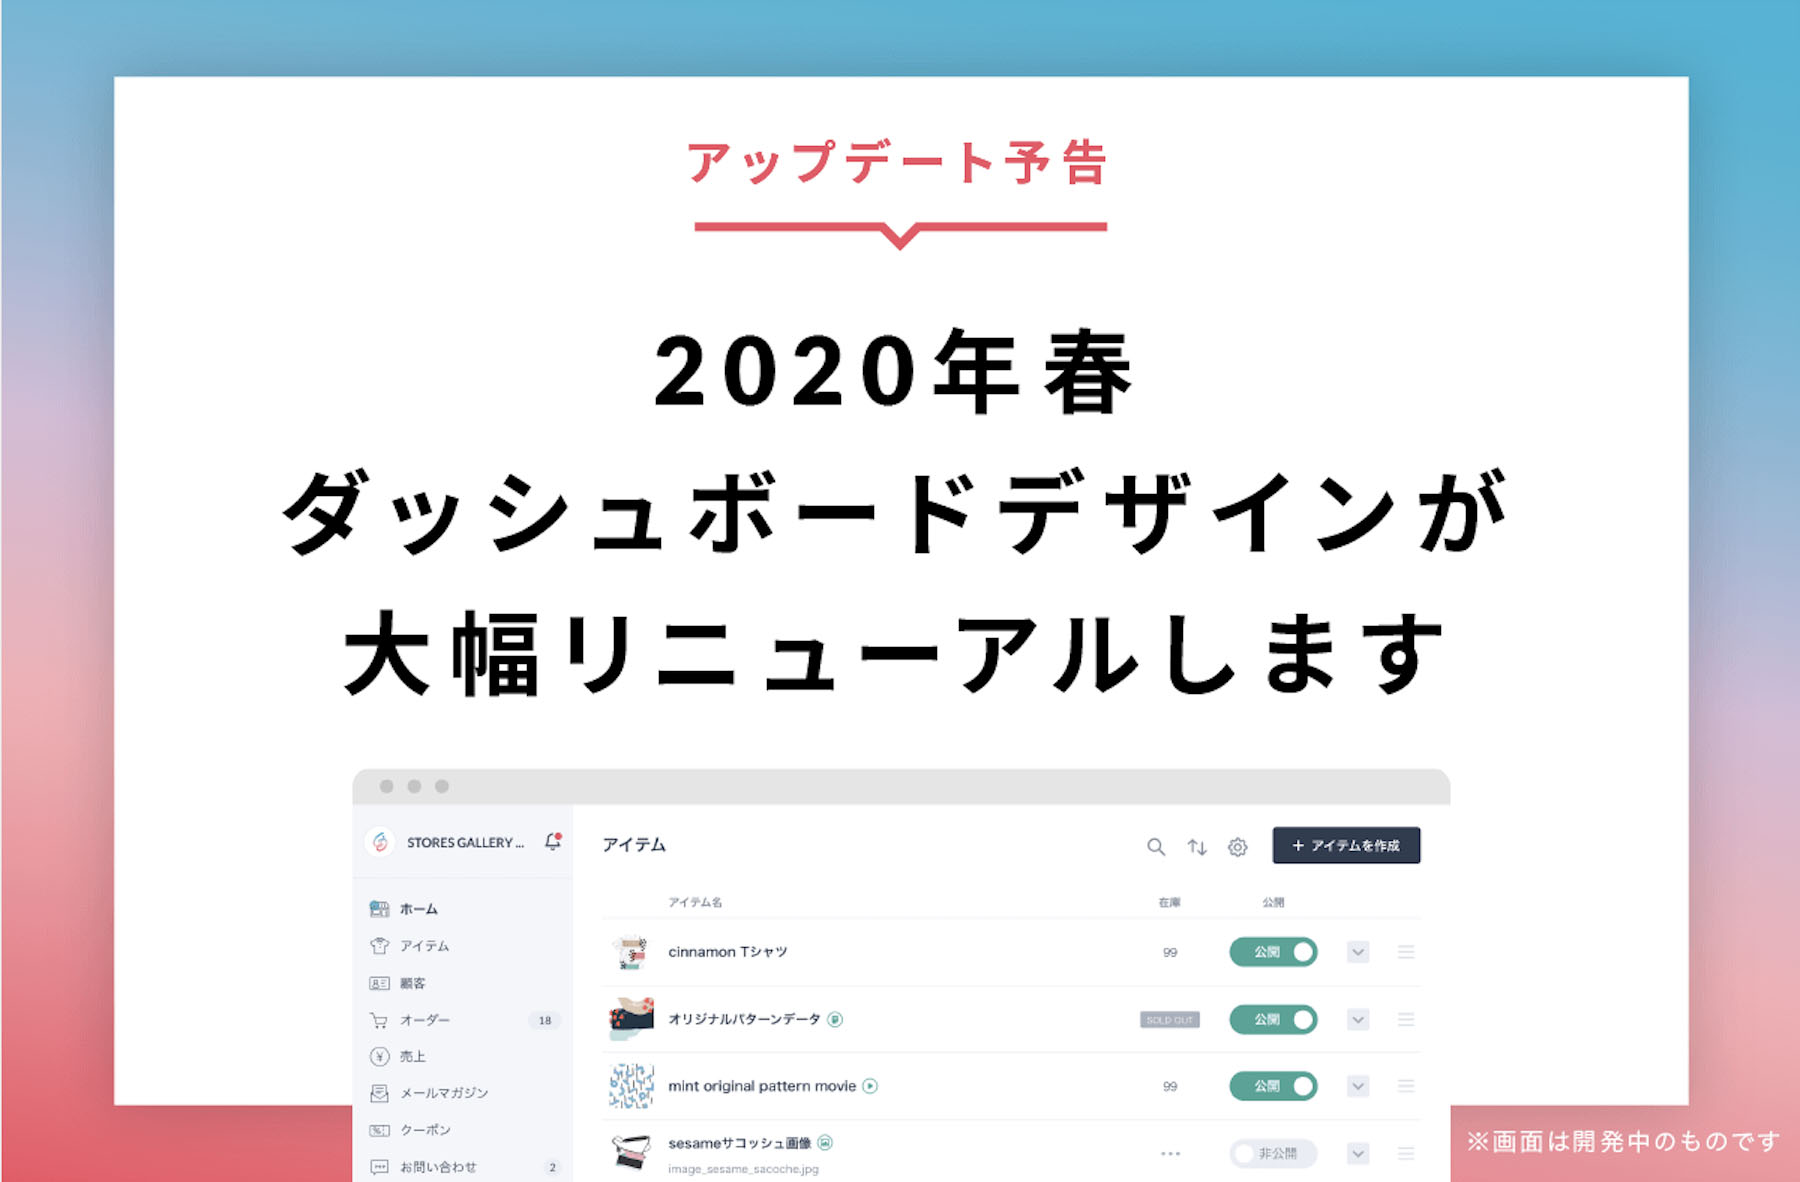 アップデート予告
2020年春
ダッシュボードデザインが
大幅リニューアルします
STORES GALLERY ...
アイテム
+ アイテムを作成
ホーム
アイテム
顧客
オーダー 18
売上
メールマガジン
クーポン
お問い合わせ 2
アイテム名 在庫 公開
cinnamon Tシャツ 99 公開
オリジナルパターンデータ SOLD OUT 公開
mint original pattern movie 99 公開
sesameサコッシュ画像 ... 非公開
image_sesame_sacoche.jpg
※画面は開発中のものです